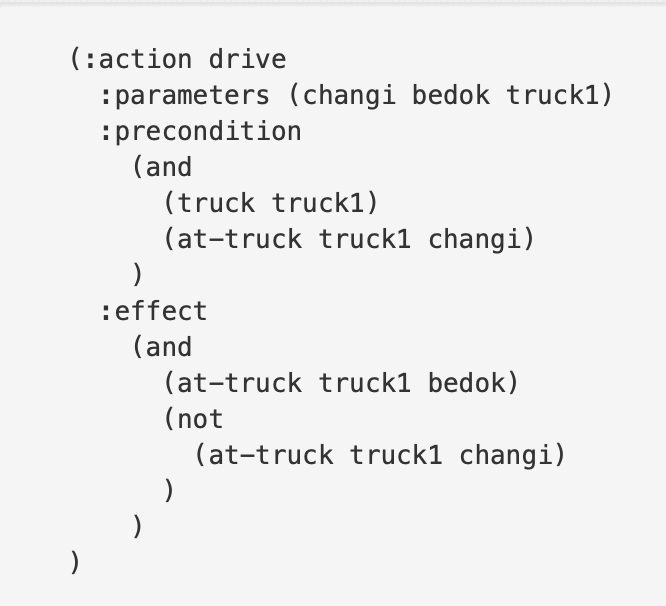 (:action drive
  :parameters (changi bedok truck1)
  :precondition
    (and
      (truck truck1)
      (at-truck truck1 changi)
    )
  :effect
    (and
      (at-truck truck1 bedok)
      (not
        (at-truck truck1 changi)
      )
    )
)